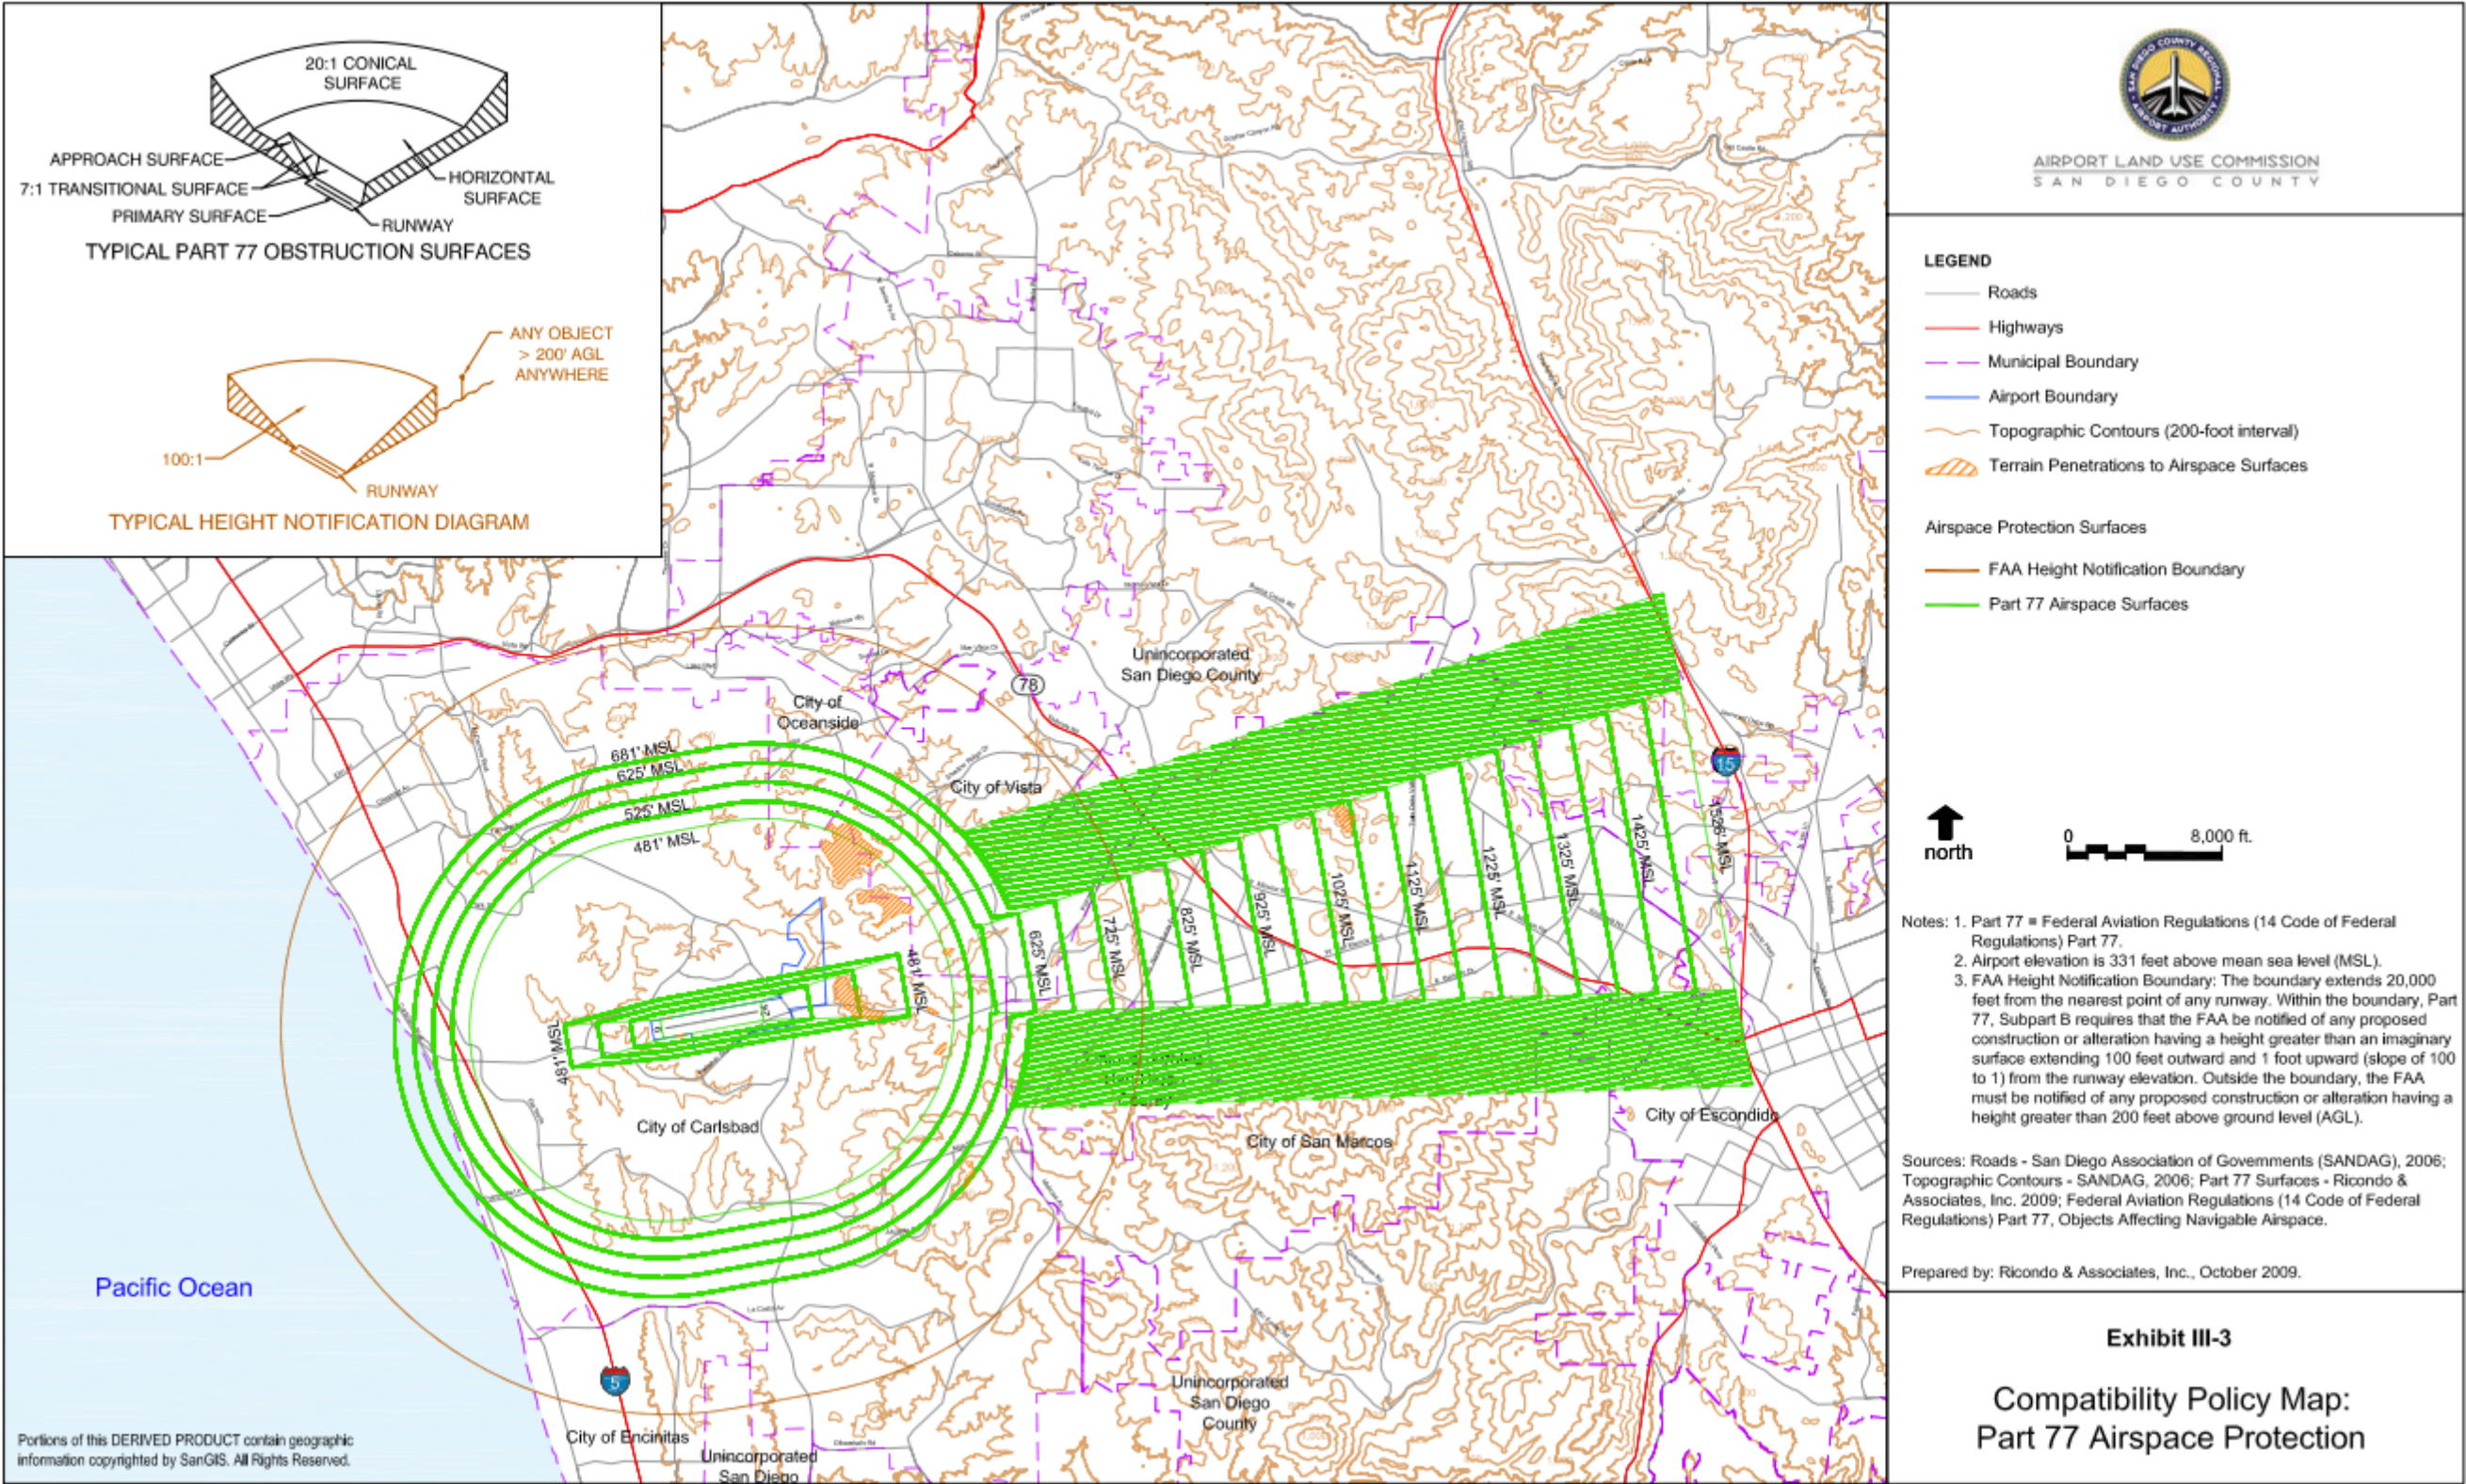 20:1 CONICAL
SURFACE
APPROACH SURFACE
7:1 TRANSITIONAL SURFACE
PRIMARY SURFACE
HORIZONTAL
SURFACE
RUNWAY
TYPICAL PART 77 OBSTRUCTION SURFACES
ANY OBJECT
> 200' AGL
ANYWHERE
100:1
RUNWAY
TYPICAL HEIGHT NOTIFICATION DIAGRAM
Unincorporated
San Diego County
78
City of
Oceanside
City of Vista
15
681' MSL
625' MSL
525' MSL
481' MSL
481' MSL
481' MSL
625' MSL
725' MSL
825' MSL
925' MSL
1025' MSL
1125' MSL
1225' MSL
1325' MSL
1425' MSL
1526' MSL
City of Carlsbad
City of San Marcos
City of Escondido
Pacific Ocean
5
City of Encinitas
Unincorporated
San Diego
Unincorporated
San Diego
County
Portions of this DERIVED PRODUCT contain geographic
information copyrighted by SanGIS. All Rights Reserved.
SAN DIEGO COUNTY REGIONAL
AIRPORT AUTHORITY
AIRPORT LAND USE COMMISSION
SAN DIEGO COUNTY
LEGEND
Roads
Highways
Municipal Boundary
Airport Boundary
Topographic Contours (200-foot interval)
Terrain Penetrations to Airspace Surfaces
Airspace Protection Surfaces
FAA Height Notification Boundary
Part 77 Airspace Surfaces
north
0 8,000 ft.
Notes: 1. Part 77 = Federal Aviation Regulations (14 Code of Federal
Regulations) Part 77.
2. Airport elevation is 331 feet above mean sea level (MSL).
3. FAA Height Notification Boundary: The boundary extends 20,000
feet from the nearest point of any runway. Within the boundary, Part
77, Subpart B requires that the FAA be notified of any proposed
construction or alteration having a height greater than an imaginary
surface extending 100 feet outward and 1 foot upward (slope of 100
to 1) from the runway elevation. Outside the boundary, the FAA
must be notified of any proposed construction or alteration having a
height greater than 200 feet above ground level (AGL).
Sources: Roads - San Diego Association of Governments (SANDAG), 2006;
Topographic Contours - SANDAG, 2006; Part 77 Surfaces - Ricondo &
Associates, Inc. 2009; Federal Aviation Regulations (14 Code of Federal
Regulations) Part 77, Objects Affecting Navigable Airspace.
Prepared by: Ricondo & Associates, Inc., October 2009.
Exhibit III-3
Compatibility Policy Map:
Part 77 Airspace Protection